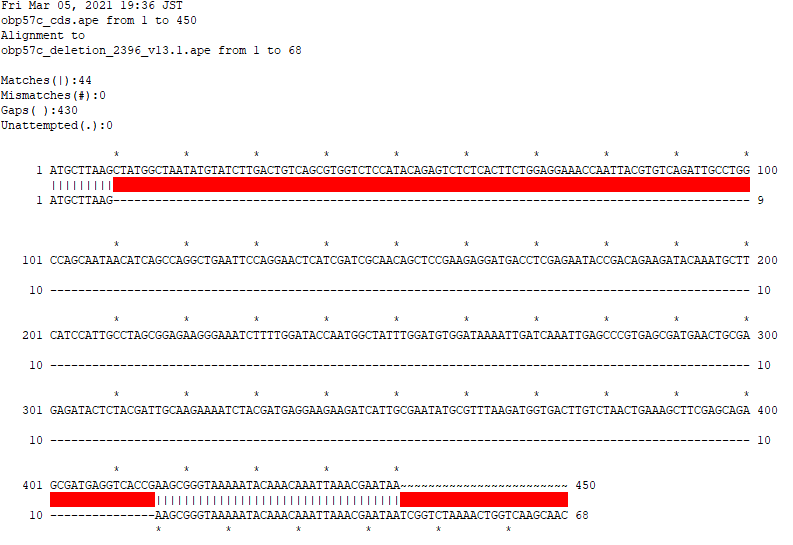 Fri Mar 05, 2021 19:36 JST
obp57c_cds.ape from 1 to 450
Alignment to
obp57c_deletion_2396_v13.1.ape from 1 to 68
Matches(|):44
Mismatches(#):0
Gaps( ):430
Unattempted(.):0
* * * * * * * * * *
1 ATGCTTAAGCTATGGCTAATATGTATCTTGACTGTCAGCGTGGTCTCCATACAGAGTCTCTCACTTCTGGAGGAAACCAATTACGTGTCAGATTGCCTGG 100
|||||||||
1 ATGCTTAAG------------------------------------------------------------------------------------------- 9
* * * * * * * * * *
101 CCAGCAATAACATCAGCCAGGCTGAATTCCAGGAACTCATCGATCGCAACAGCTCCGAAGAGGATGACCTCGAGAATACCGACAGAAGATACAAATGCTT 200
10 ---------------------------------------------------------------------------------------------------- 10
* * * * * * * * * *
201 CATCCATTGCCTAGCGGAGAAGGGAAATCTTTTGGATACCAATGGCTATTTGGATGTGGATAAAATTGATCAAATTGAGCCCGTGAGCGATGAACTGCGA 300
10 ---------------------------------------------------------------------------------------------------- 10
* * * * * * * * * *
301 GAGATACTCTACGATTGCAAGAAAATCTACGATGAGGAAGAAGATCATTGCGAATATGCGTTTAAGATGGTGACTTGTCTAACTGAAAGCTTCGAGCAGA 400
10 ---------------------------------------------------------------------------------------------------- 10
* * * * *
401 GCGATGAGGTCACCGAAGCGGGTAAAAATACAAACAAATTAAACGAATAA~~~~~~~~~~~~~~~~~~~~~~~~ 450
|||||||||||||||||||||||||||||||||||
10 ---------------AAGCGGGTAAAAATACAAACAAATTAAACGAATAATCGGTCTAAAACTGGTCAAGCAAC 68
* * * * * *